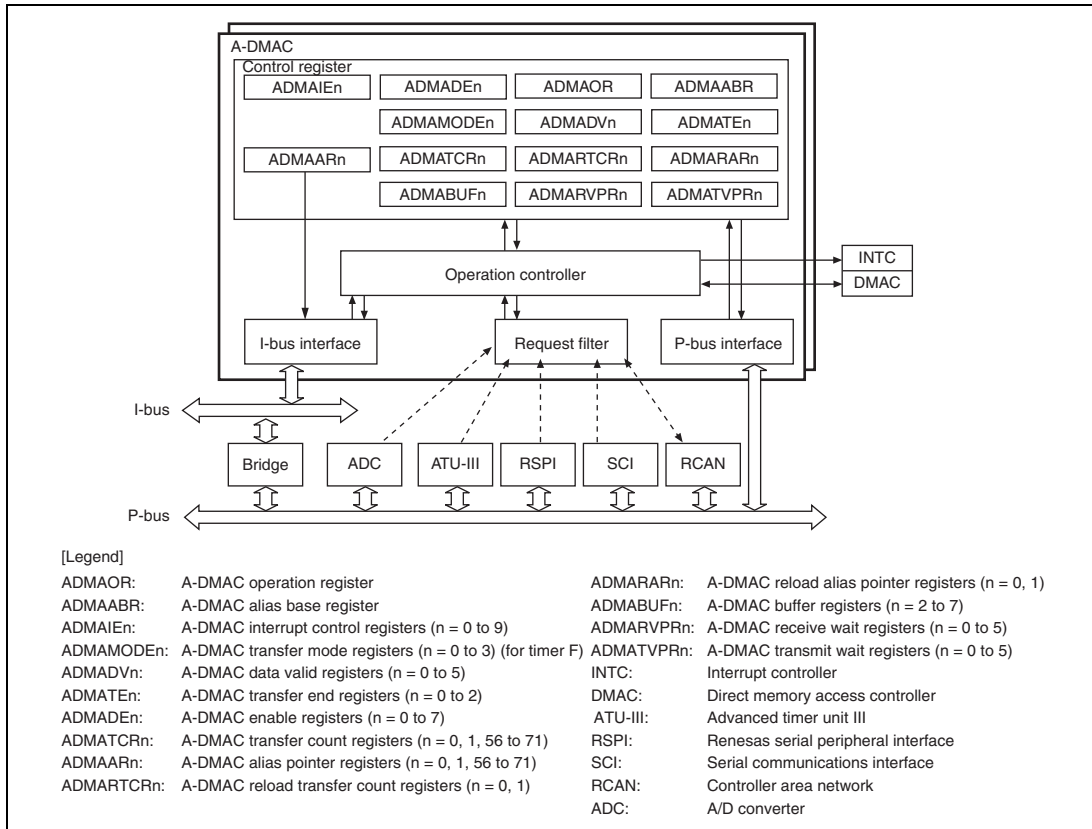 A-DMAC
Control register
ADMAIEn ADMADEn ADMAOR ADMAABR
ADMAMODEn ADMADVn ADMATEn
ADMAARn ADMATCRn ADMARTCRn ADMARARn
ADMABUFn ADMARVPRn ADMATVPRn
Operation controller
INTC
DMAC
I-bus interface Request filter P-bus interface
I-bus
Bridge ADC ATU-III RSPI SCI RCAN
P-bus
[Legend]
ADMAOR: A-DMAC operation register
ADMAABR: A-DMAC alias base register
ADMAIEn: A-DMAC interrupt control registers (n = 0 to 9)
ADMAMODEn: A-DMAC transfer mode registers (n = 0 to 3) (for timer F)
ADMADVn: A-DMAC data valid registers (n = 0 to 5)
ADMATEn: A-DMAC transfer end registers (n = 0 to 2)
ADMADEn: A-DMAC enable registers (n = 0 to 7)
ADMATCRn: A-DMAC transfer count registers (n = 0, 1, 56 to 71)
ADMAARn: A-DMAC alias pointer registers (n = 0, 1, 56 to 71)
ADMARTCRn: A-DMAC reload transfer count registers (n = 0, 1)
ADMARARn: A-DMAC reload alias pointer registers (n = 0, 1)
ADMABUFn: A-DMAC buffer registers (n = 2 to 7)
ADMARVPRn: A-DMAC receive wait registers (n = 0 to 5)
ADMATVPRn: A-DMAC transmit wait registers (n = 0 to 5)
INTC: Interrupt controller
DMAC: Direct memory access controller
ATU-III: Advanced timer unit III
RSPI: Renesas serial peripheral interface
SCI: Serial communications interface
RCAN: Controller area network
ADC: A/D converter